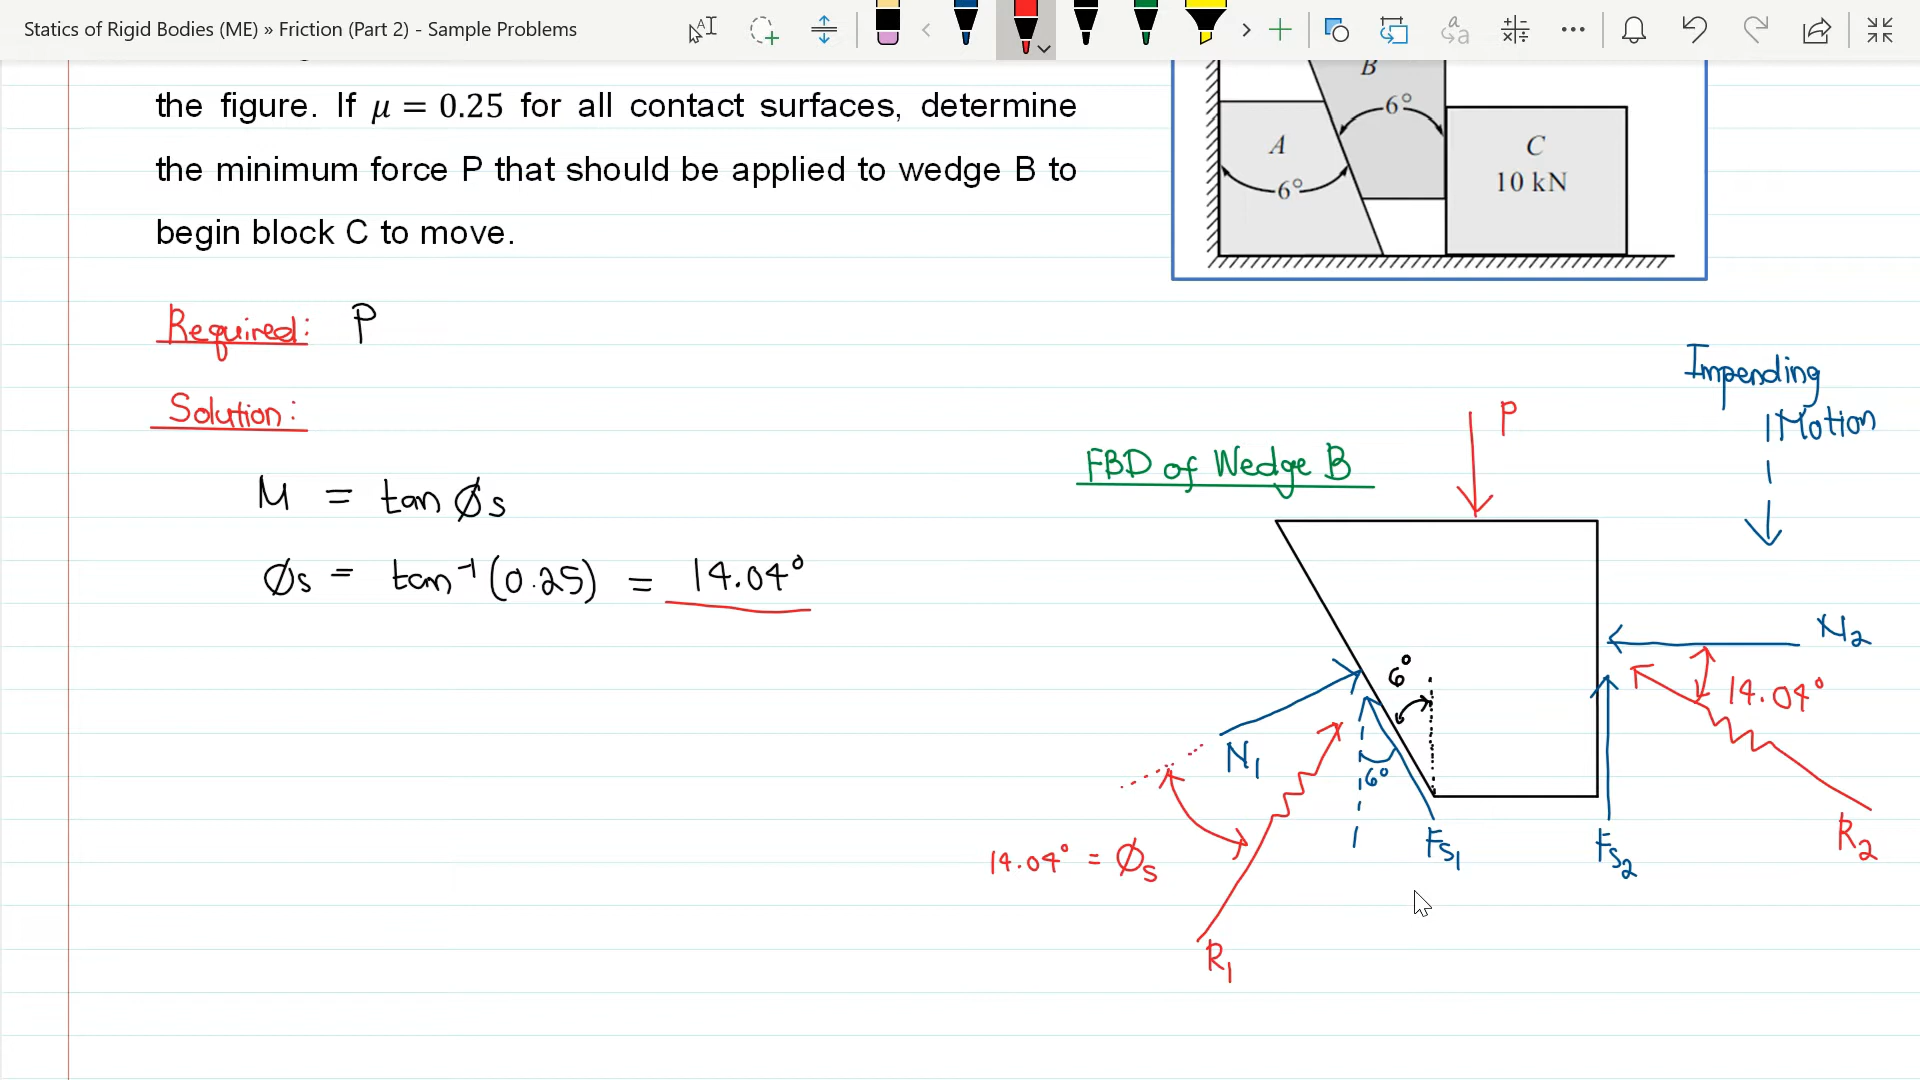 Statics of Rigid Bodies (ME) » Friction (Part 2) - Sample Problems
the figure. If μ = 0.25 for all contact surfaces, determine
the minimum force P that should be applied to wedge B to
begin block C to move.
B
6°
A
6°
C
10 kN
Required: P
Solution:
M = tan Øs
Øs = tan⁻¹(0.25) = 14.04°
Impending
Motion
P
FBD of Wedge B
6°
N₂
14.04°
N₁
6°
14.04° = Øs
Fs₁
Fs₂
R₂
R₁